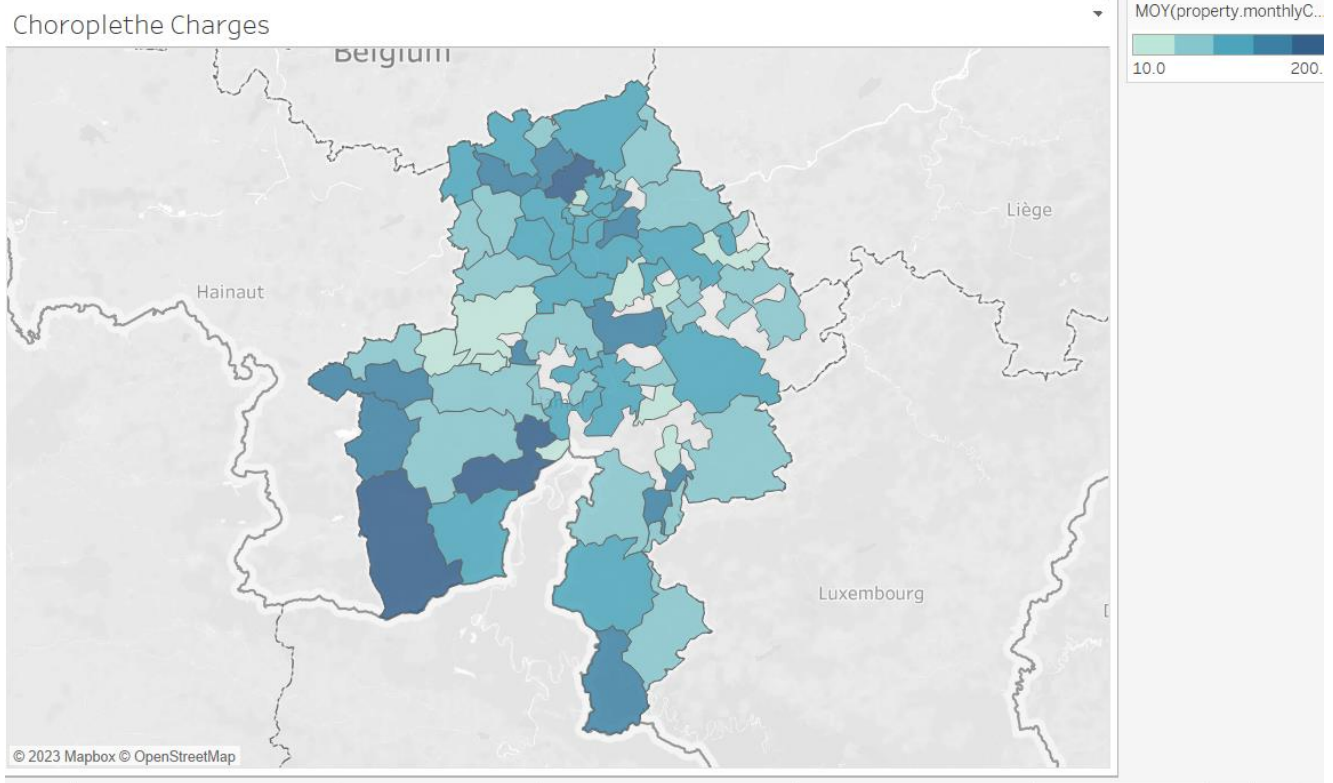 Choroplethe Charges
MOY(property.monthlyC...
10.0
200.
Belgium
Liège
Hainaut
Luxembourg
© 2023 Mapbox © OpenStreetMap